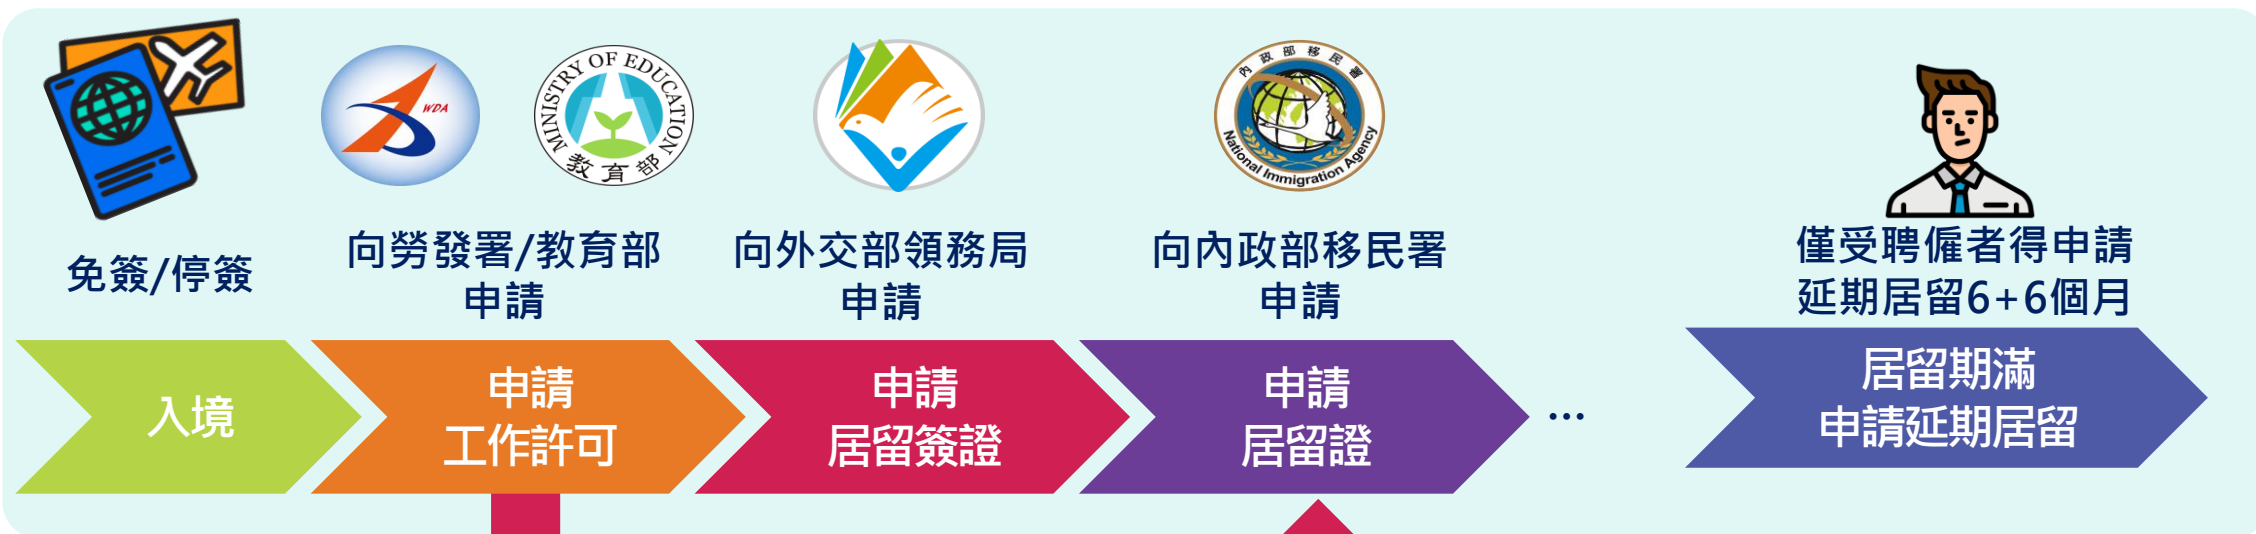 WDA
MINISTRY OF EDUCATION
教育部
內政部移民署
National Immigration Agency
免簽/停簽
向勞發署/教育部
申請
向外交部領務局
申請
向內政部移民署
申請
僅受聘僱者得申請
延期居留6+6個月
入境
申請
工作許可
申請
居留簽證
申請
居留證
...
居留期滿
申請延期居留